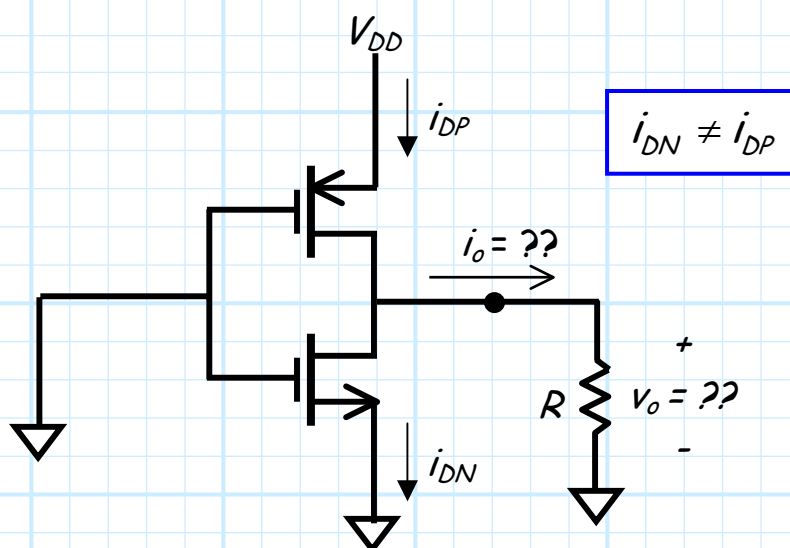 V_DD
i_DP
i_DN ≠ i_DP
i_o = ??
+
R
v_o = ??
-
i_DN